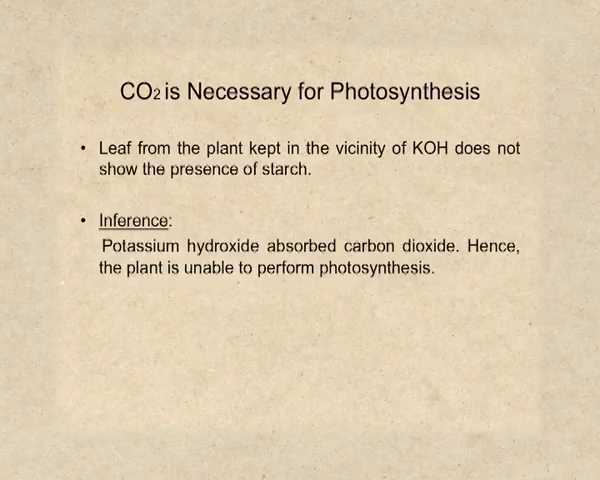 CO2 is Necessary for Photosynthesis
• Leaf from the plant kept in the vicinity of KOH does not
show the presence of starch.
• Inference:
Potassium hydroxide absorbed carbon dioxide. Hence,
the plant is unable to perform photosynthesis.